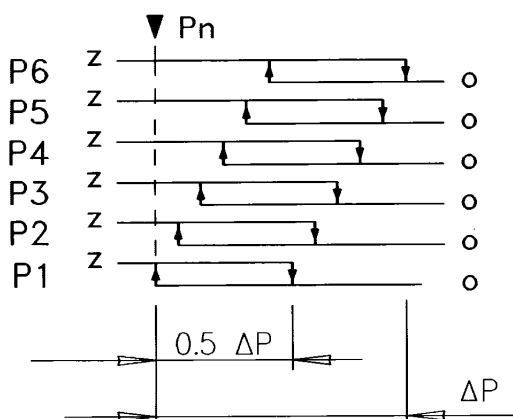 Pn
P6 z o
P5 z o
P4 z o
P3 z o
P2 z o
P1 z o
0.5 ΔP
ΔP